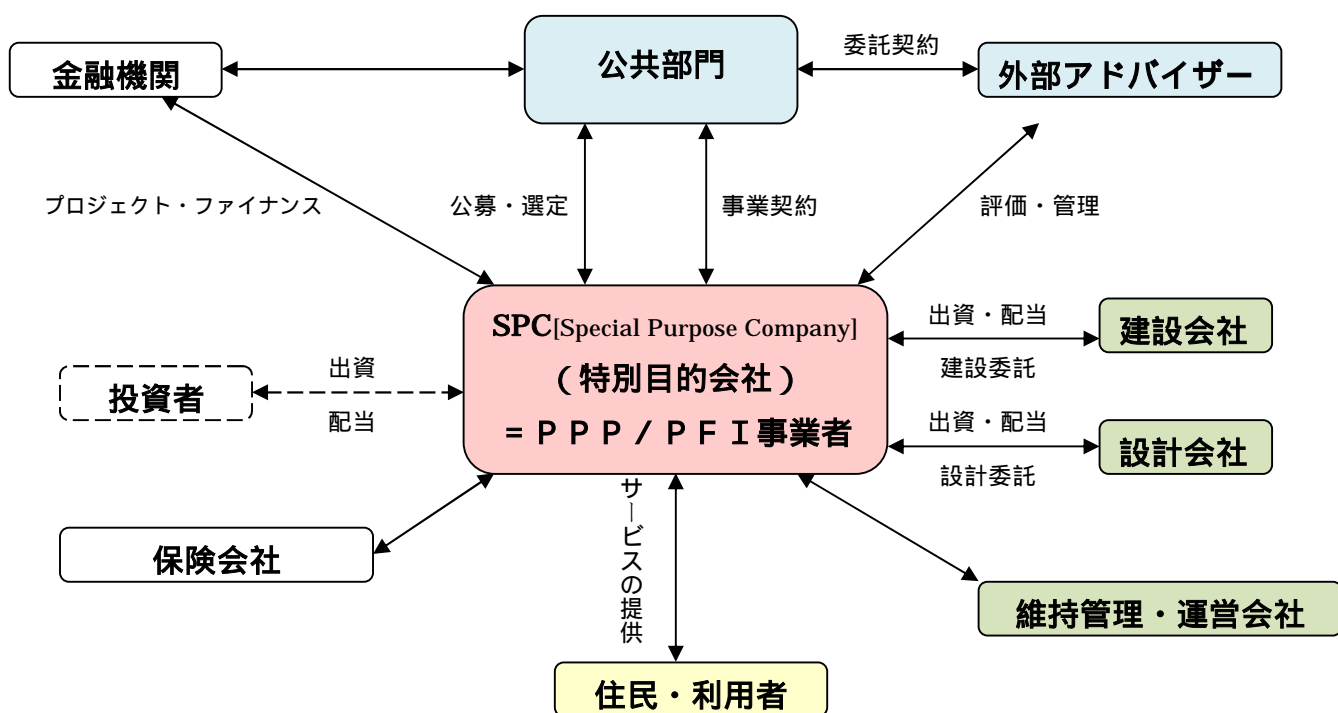 金融機関
公共部門
委託契約
外部アドバイザー
プロジェクト・ファイナンス
公募・選定
事業契約
評価・管理
SPC[Special Purpose Company]
(特別目的会社)
=PPP/PFI事業者
出資・配当
建設委託
建設会社
投資者
出資
配当
出資・配当
設計委託
設計会社
保険会社
サービスの提供
維持管理・運営会社
住民・利用者